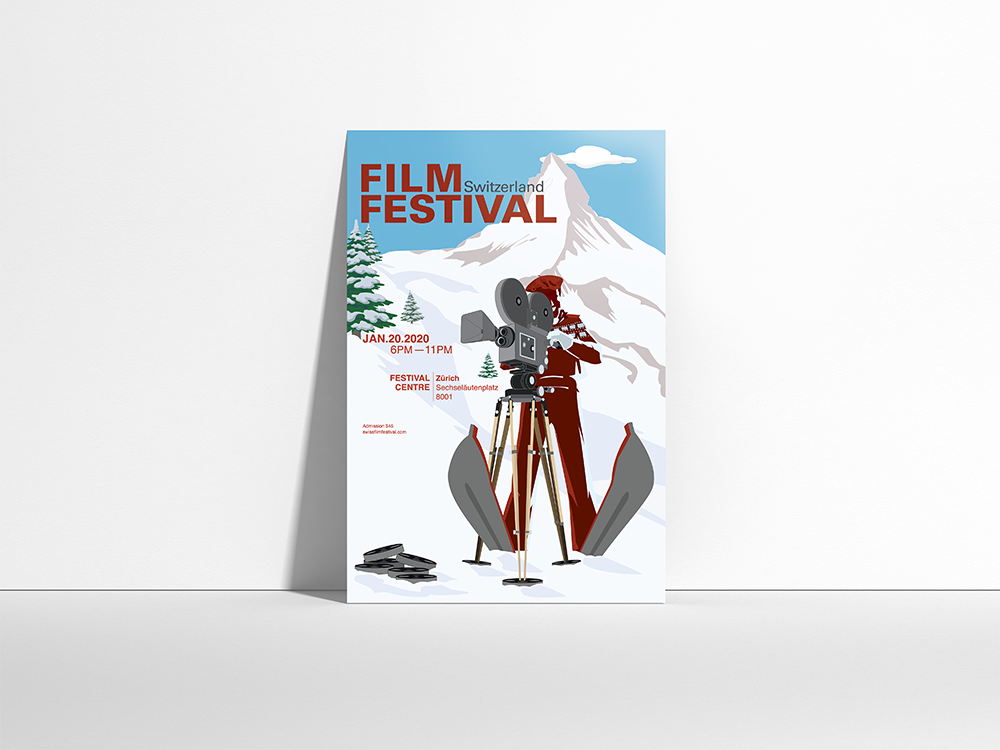 FILM Switzerland
FESTIVAL
JAN.20.2020
6PM—11PM
FESTIVAL CENTRE
Zürich
Sechseläutenplatz
8001
Admission $45
swissfilmfestival.com